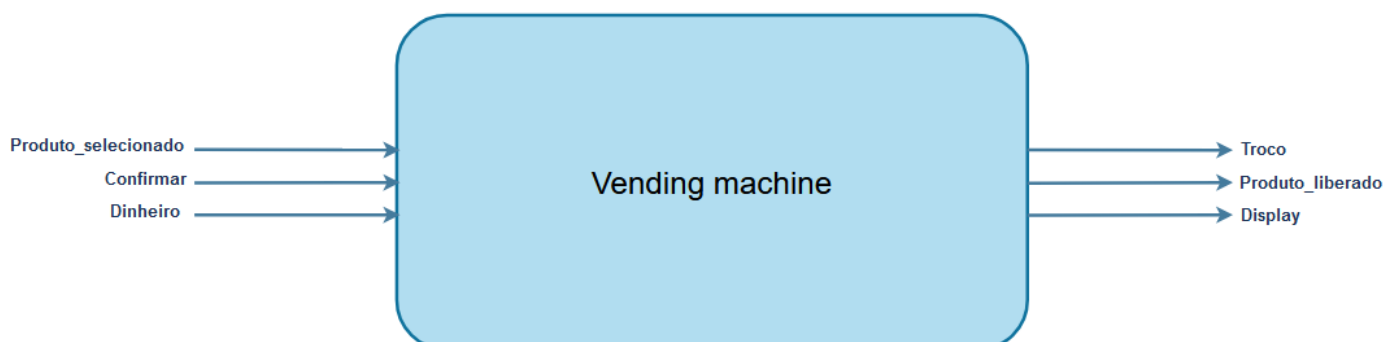 Produto_selecionado
Confirmar
Dinheiro
Vending machine
Troco
Produto_liberado
Display